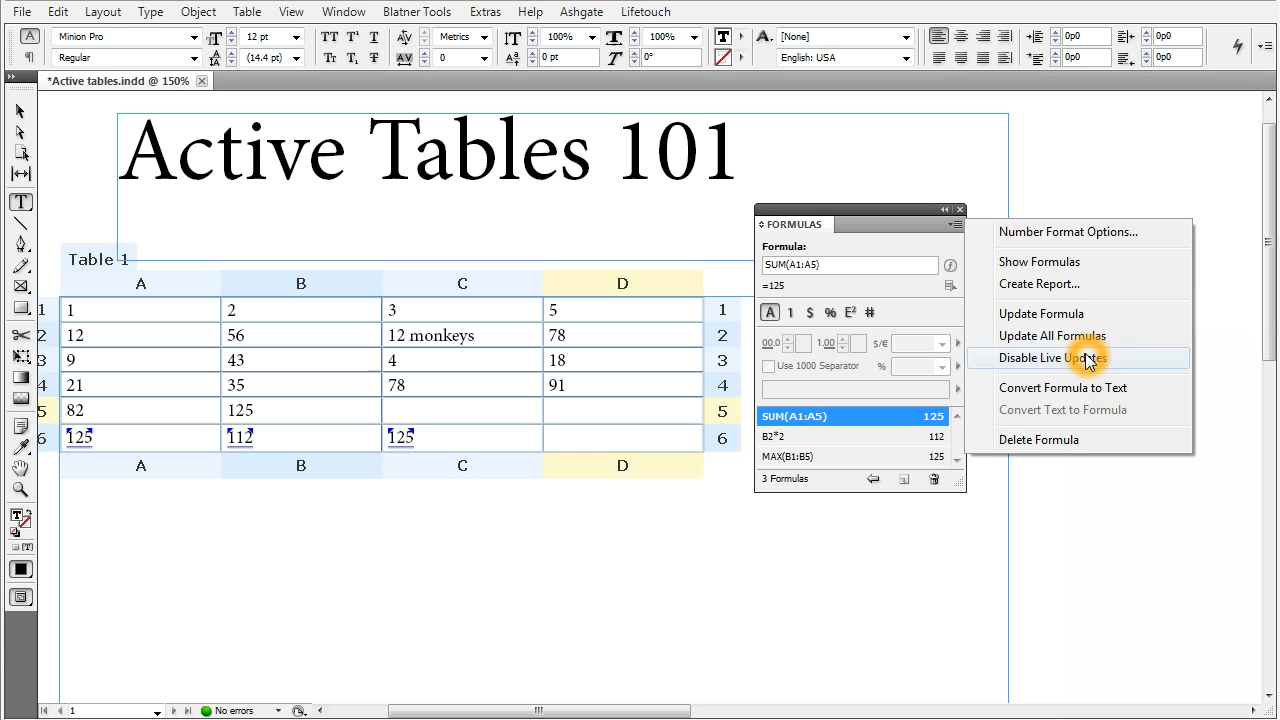 File Edit Layout Type Object Table View Window Blatner Tools Extras Help Ashgate Lifetouch
Minion Pro 12 pt Metrics 100% 100% [None] 0p0 0p0
Regular (14.4 pt) 0 0 pt 0° English: USA 0p0 0p0
*Active tables.indd @ 150%
Active Tables 101
Table 1
A B C D
1 1 2 3 5 1
2 12 56 12 monkeys 78 2
3 9 43 4 18 3
4 21 35 78 91 4
5 82 125 5
6 125 112 125 6
A B C D
FORMULAS
Formula:
SUM(A1:A5)
=125
A 1 $ % E² #
00.0 1.00 $/€
Use 1000 Separator %
SUM(A1:A5) 125
B2*2 112
MAX(B1:B5) 125
3 Formulas
Number Format Options...
Show Formulas
Create Report...
Update Formula
Update All Formulas
Disable Live Updates
Convert Formula to Text
Convert Text to Formula
Delete Formula
1 No errors